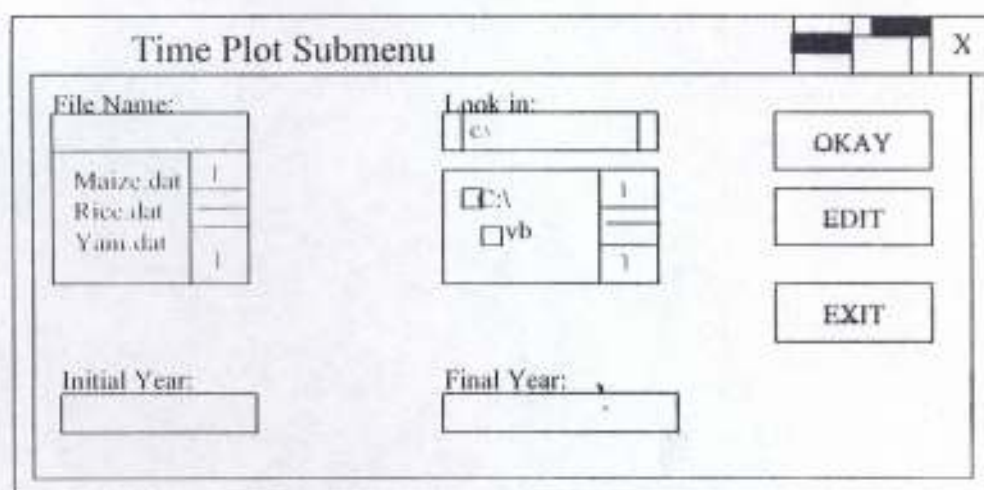 Time Plot Submenu
X
File Name:
Look in:
c:\
OKAY
Maize.dat
Rice.dat
Yam.dat
C:\
vb
EDIT
EXIT
Initial Year:
Final Year: